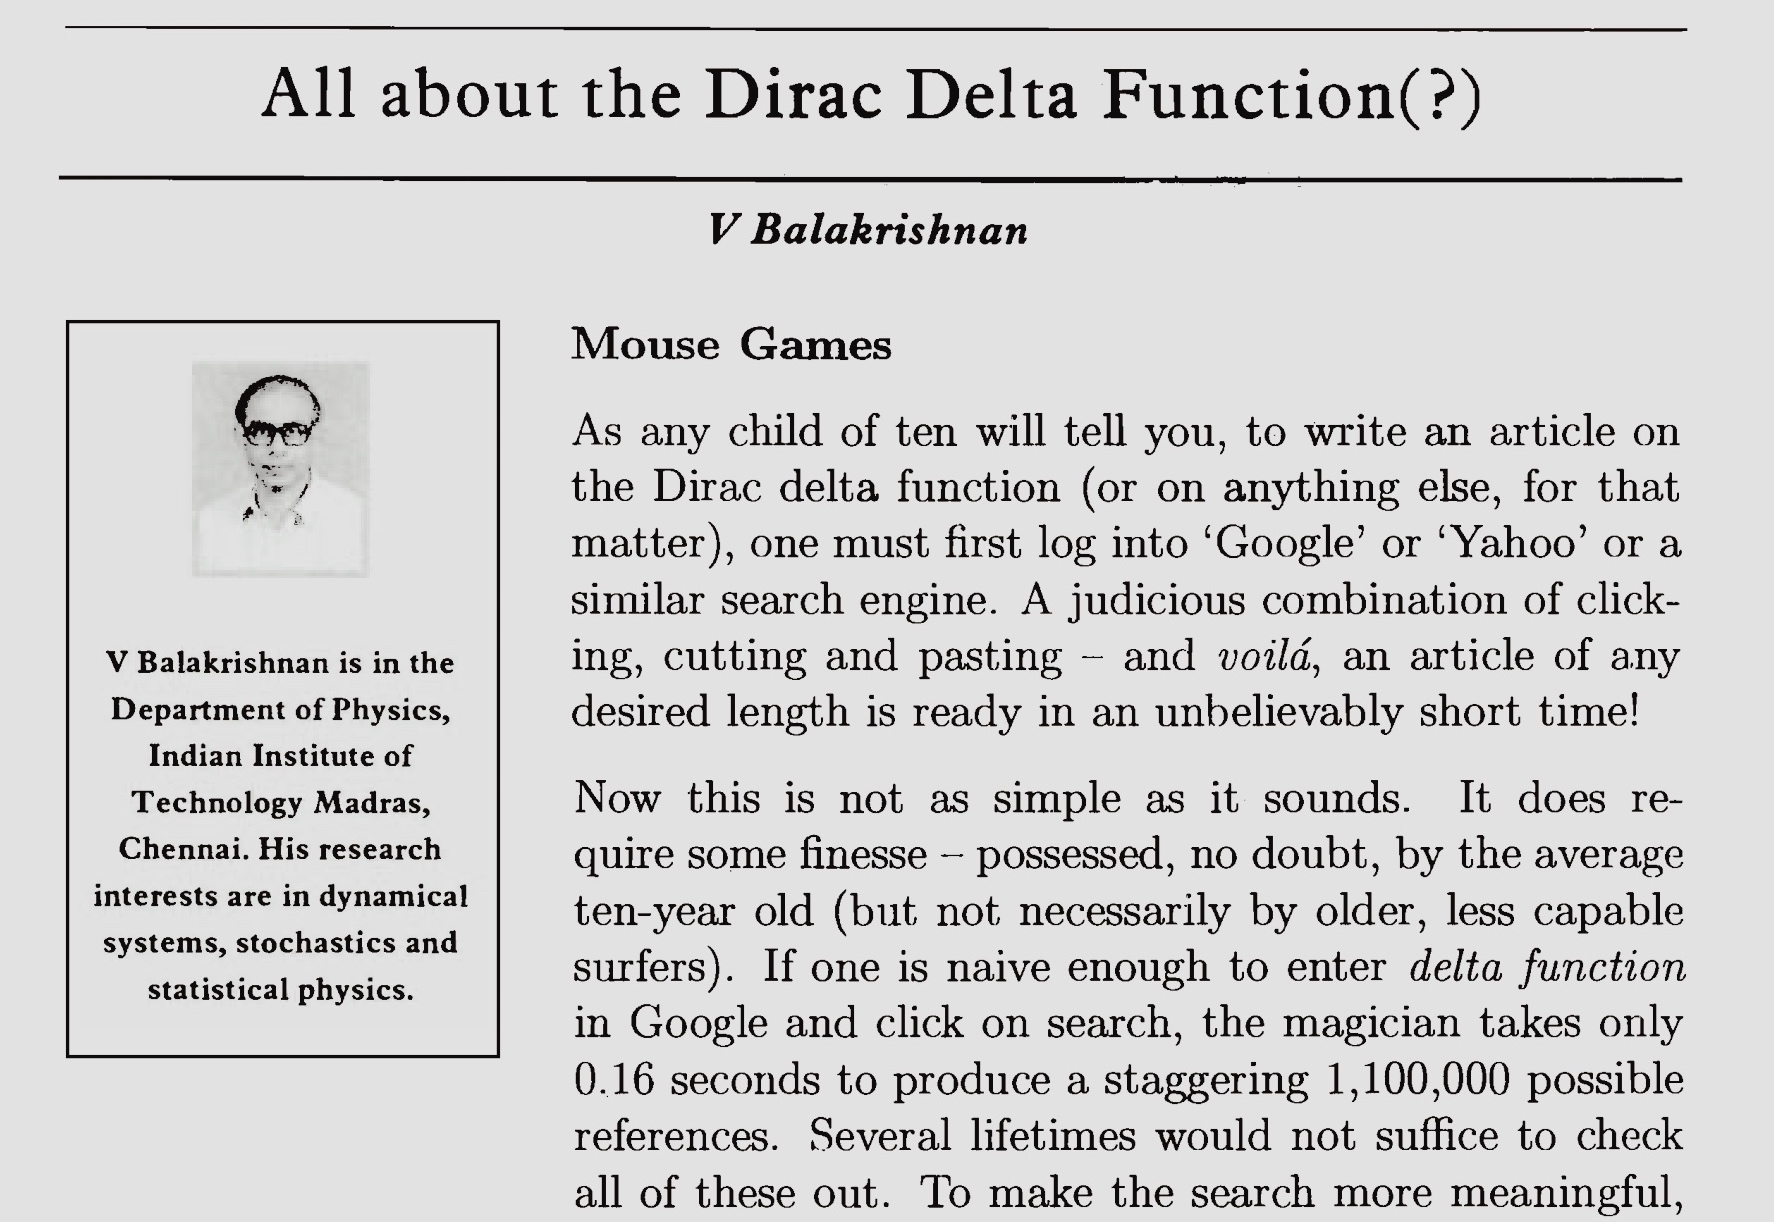 All about the Dirac Delta Function(?)
V Balakrishnan
V Balakrishnan is in the
Department of Physics,
Indian Institute of
Technology Madras,
Chennai. His research
interests are in dynamical
systems, stochastics and
statistical physics.
Mouse Games
As any child of ten will tell you, to write an article on
the Dirac delta function (or on anything else, for that
matter), one must first log into ‘Google’ or ‘Yahoo’ or a
similar search engine. A judicious combination of click-
ing, cutting and pasting – and voilá, an article of any
desired length is ready in an unbelievably short time!
Now this is not as simple as it sounds. It does re-
quire some finesse – possessed, no doubt, by the average
ten-year old (but not necessarily by older, less capable
surfers). If one is naive enough to enter delta function
in Google and click on search, the magician takes only
0.16 seconds to produce a staggering 1,100,000 possible
references. Several lifetimes would not suffice to check
all of these out. To make the search more meaningful,